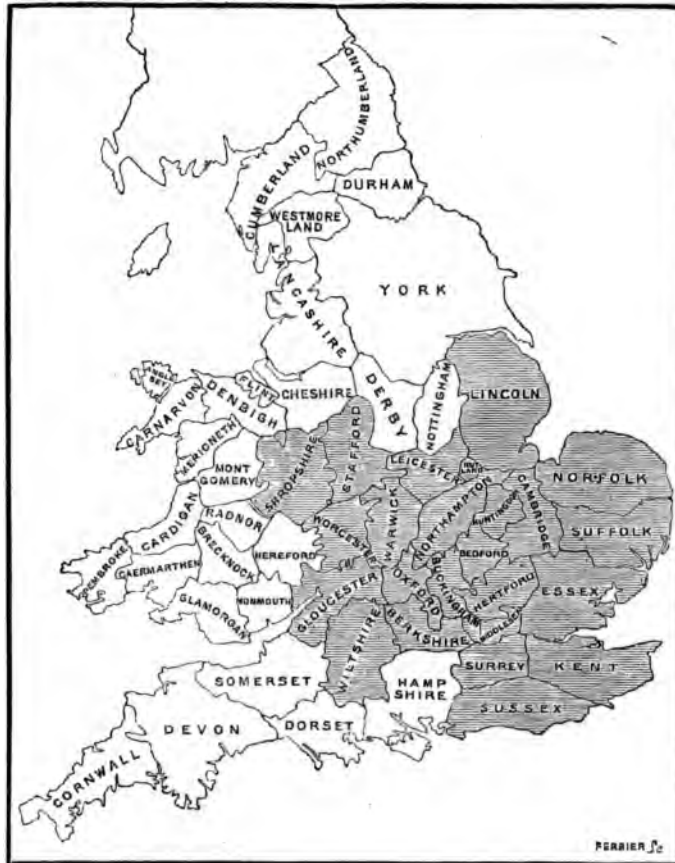 NORTHUMBERLAND
CUMBERLAND
DURHAM
WESTMORE
LAND
LANCASHIRE
YORK
ANGLE
SEY
CARNARVON
DENBIGH
FLINT
CHESHIRE
DERBY
NOTTINGHAM
LINCOLN
MERIONETH
MONT
GOMERY
SHROPSHIRE
STAFFORD
LEICESTER
RUTLAND
NORFOLK
CARDIGAN
RADNOR
WORCESTER
WARWICK
NORTHAMPTON
HUNTINGDON
CAMBRIDGE
SUFFOLK
PEMBROKE
CAERMARTHEN
BRECKNOCK
HEREFORD
BEDFORD
GLAMORGAN
MONMOUTH
GLOUCESTER
OXFORD
BUCKINGHAM
HERTFORD
ESSEX
MIDDLESEX
WILTSHIRE
BERKSHIRE
SURREY
KENT
SOMERSET
HAMP
SHIRE
SUSSEX
DEVON
DORSET
CORNWALL
PERRIER Sc